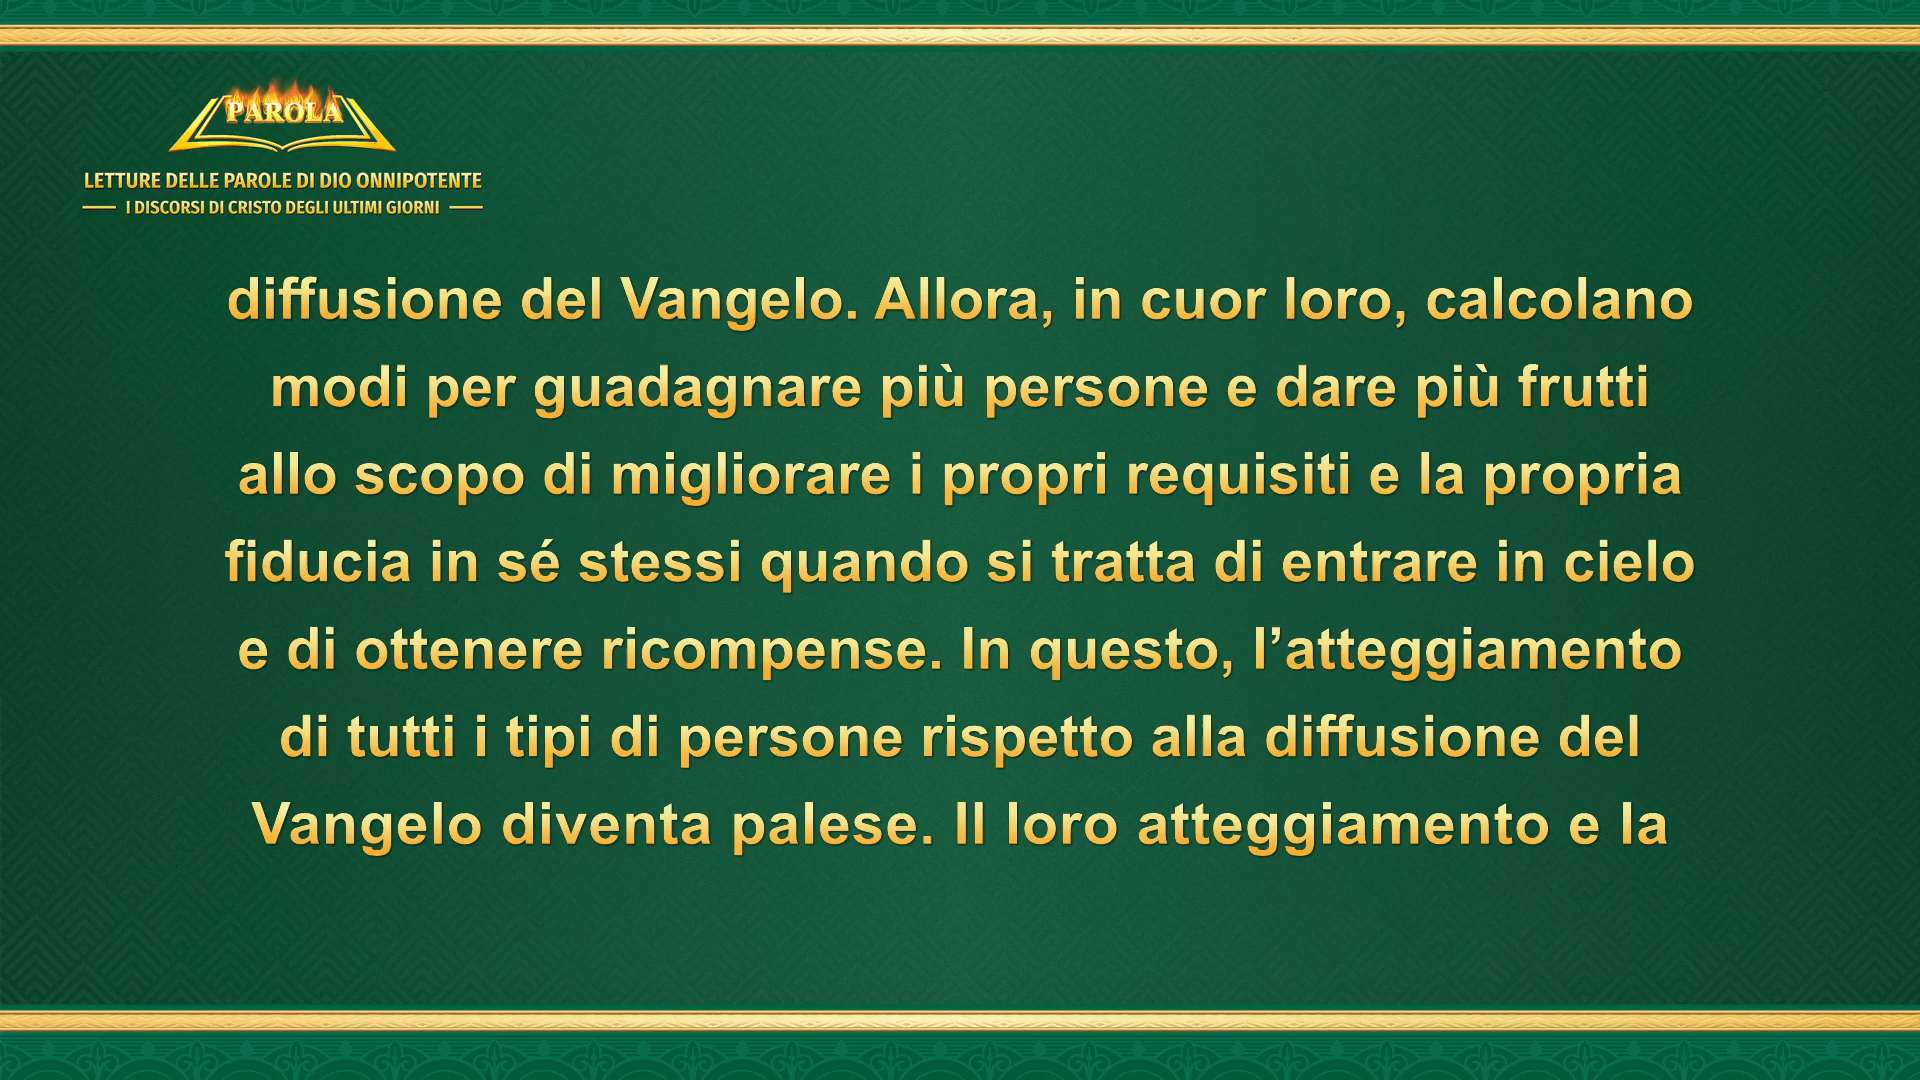 PAROLA
LETTURE DELLE PAROLE DI DIO ONNIPOTENTE
I DISCORSI DI CRISTO DEGLI ULTIMI GIORNI
diffusione del Vangelo. Allora, in cuor loro, calcolano
modi per guadagnare più persone e dare più frutti
allo scopo di migliorare i propri requisiti e la propria
fiducia in sé stessi quando si tratta di entrare in cielo
e di ottenere ricompense. In questo, l’atteggiamento
di tutti i tipi di persone rispetto alla diffusione del
Vangelo diventa palese. Il loro atteggiamento e la